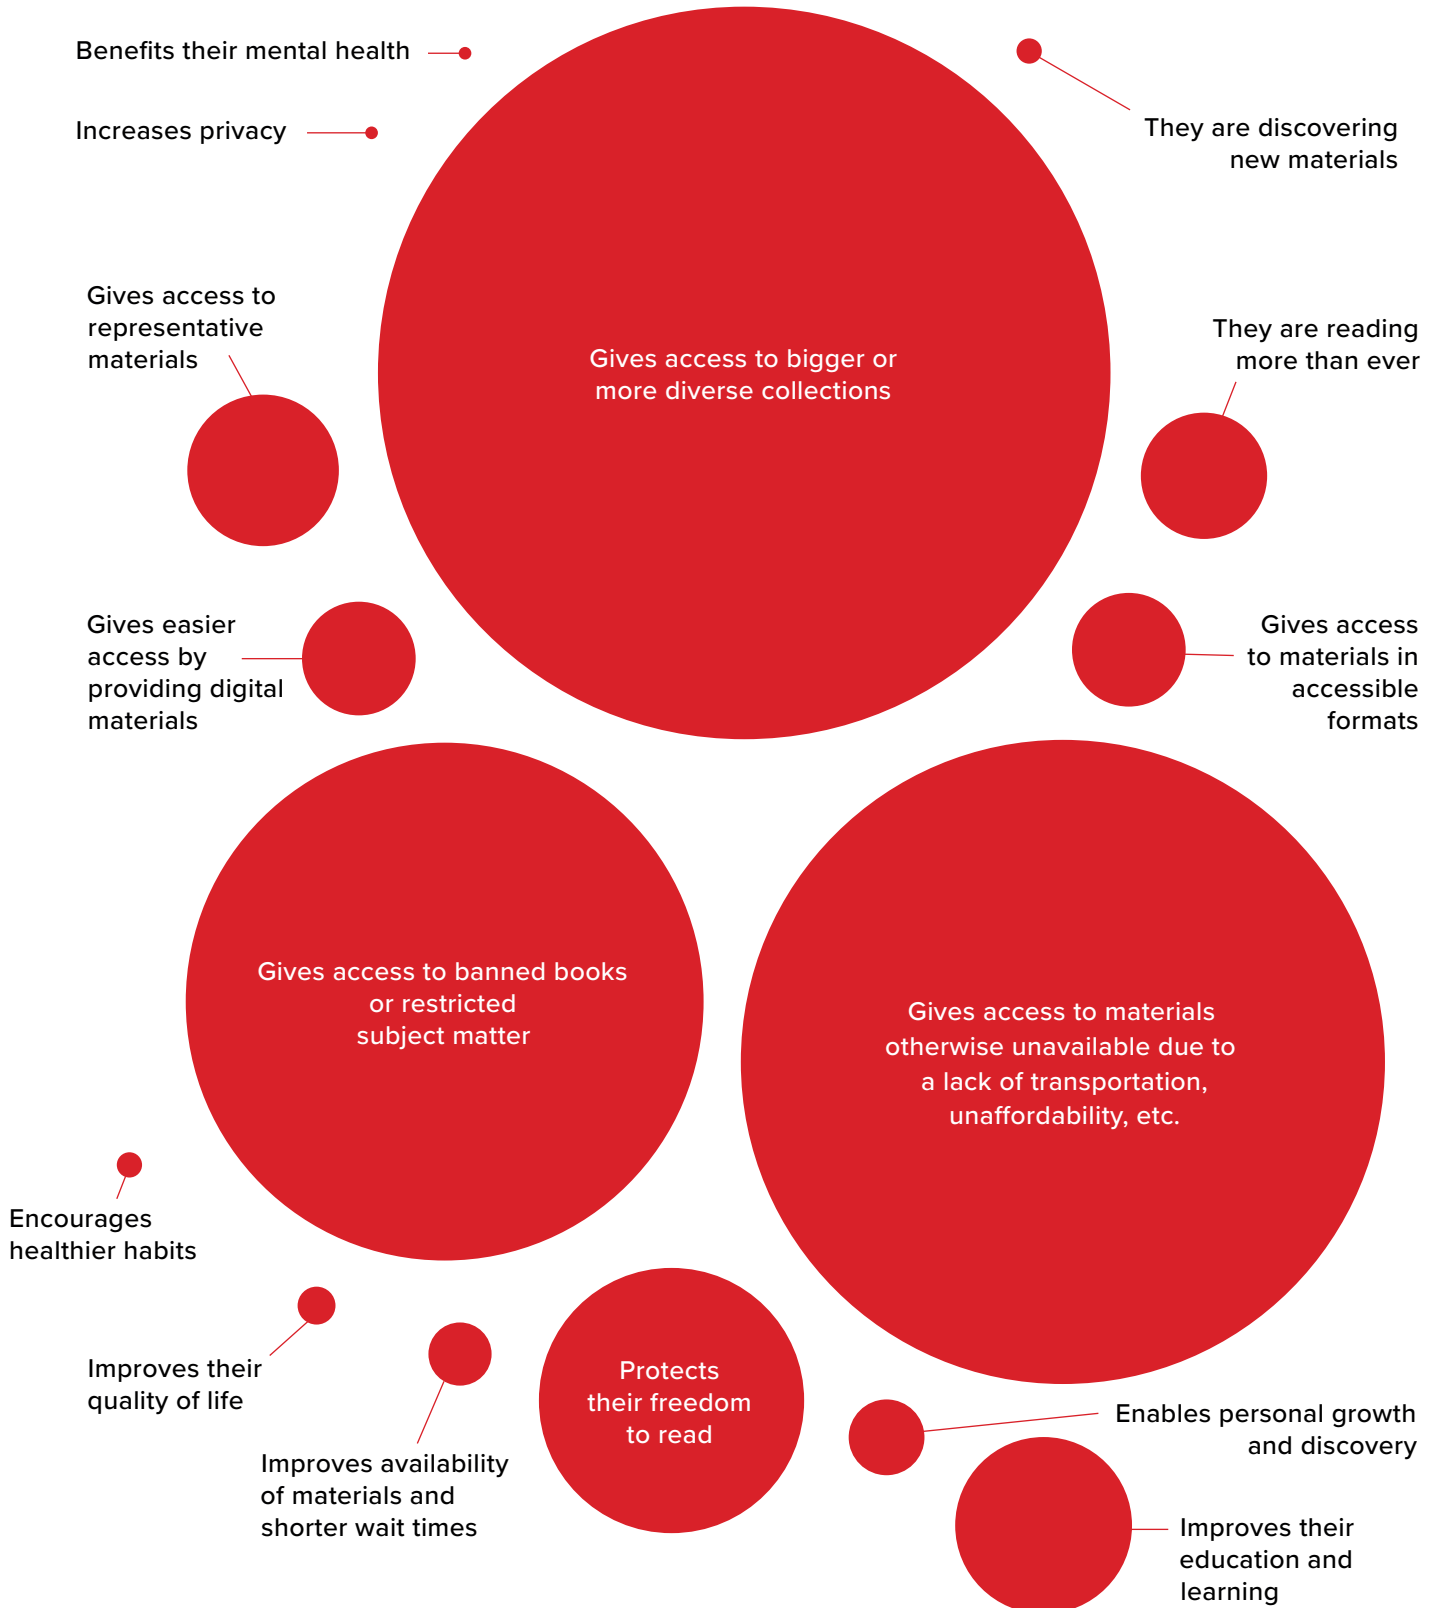 Benefits their mental health
Increases privacy
They are discovering
new materials
Gives access to
representative
materials
Gives access to bigger or
more diverse collections
They are reading
more than ever
Gives easier
access by
providing digital
materials
Gives access
to materials in
accessible
formats
Gives access to banned books
or restricted
subject matter
Gives access to materials
otherwise unavailable due to
a lack of transportation,
unaffordability, etc.
Encourages
healthier habits
Improves their
quality of life
Improves availability
of materials and
shorter wait times
Protects
their freedom
to read
Enables personal growth
and discovery
Improves their
education and
learning